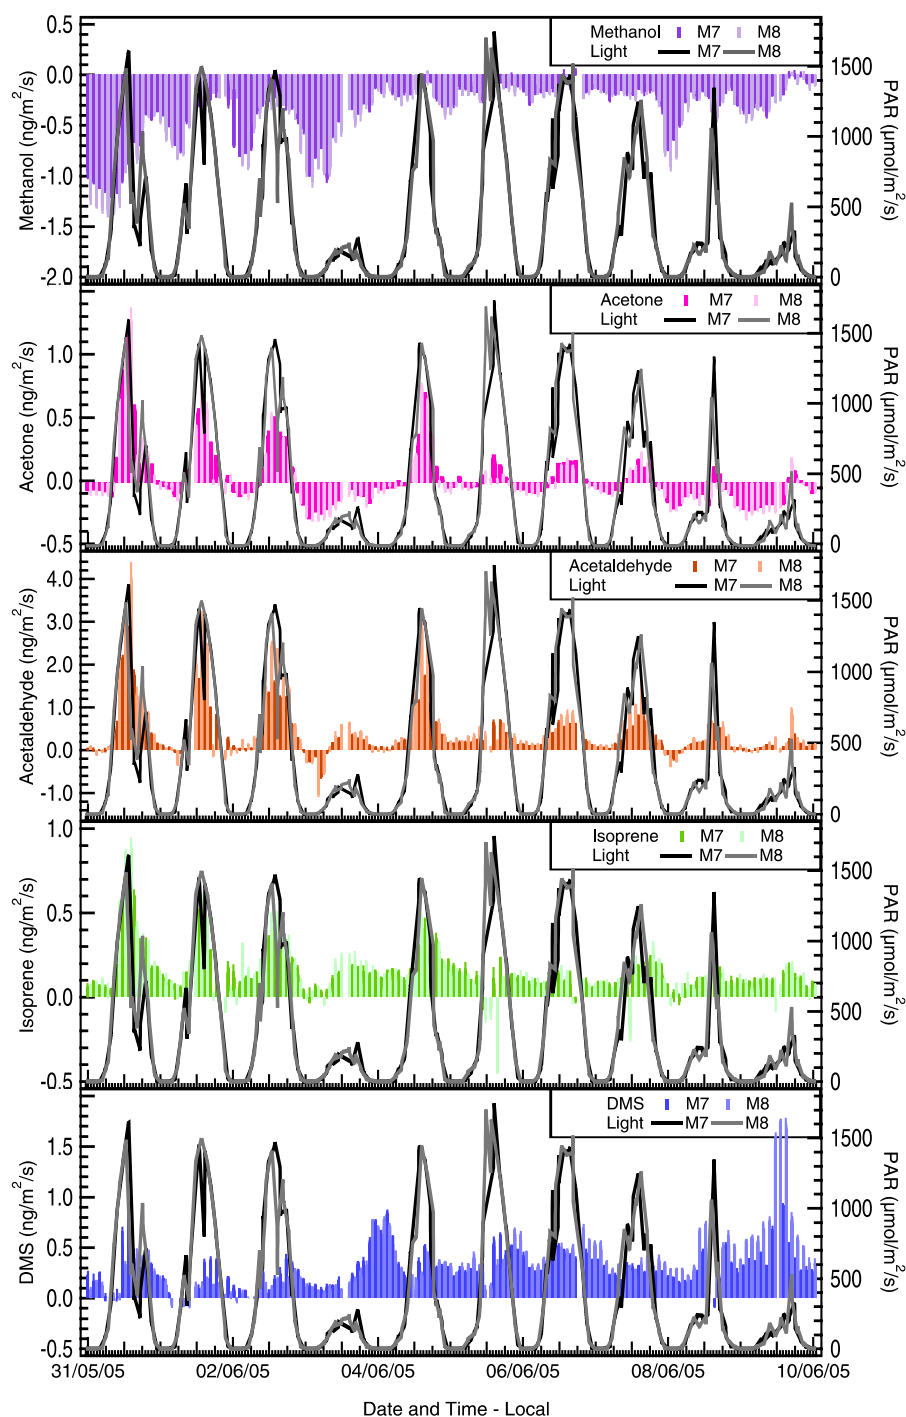 Methanol M7 M8
Light M7 M8
0.5
0.0
-0.5
-1.0
-1.5
-2.0
Methanol (ng/m²/s)
1500
1000
500
0
PAR (µmol/m²/s)
Acetone M7 M8
Light M7 M8
1.0
0.5
0.0
-0.5
Acetone (ng/m²/s)
1500
1000
500
0
PAR (µmol/m²/s)
Acetaldehyde M7 M8
Light M7 M8
4.0
3.0
2.0
1.0
0.0
-1.0
Acetaldehyde (ng/m²/s)
1500
1000
500
0
PAR (µmol/m²/s)
Isoprene M7 M8
Light M7 M8
1.0
0.5
0.0
-0.5
Isoprene (ng/m²/s)
1500
1000
500
0
PAR (µmol/m²/s)
DMS M7 M8
Light M7 M8
1.5
1.0
0.5
0.0
-0.5
DMS (ng/m²/s)
1500
1000
500
0
PAR (µmol/m²/s)
31/05/05 02/06/05 04/06/05 06/06/05 08/06/05 10/06/05
Date and Time - Local